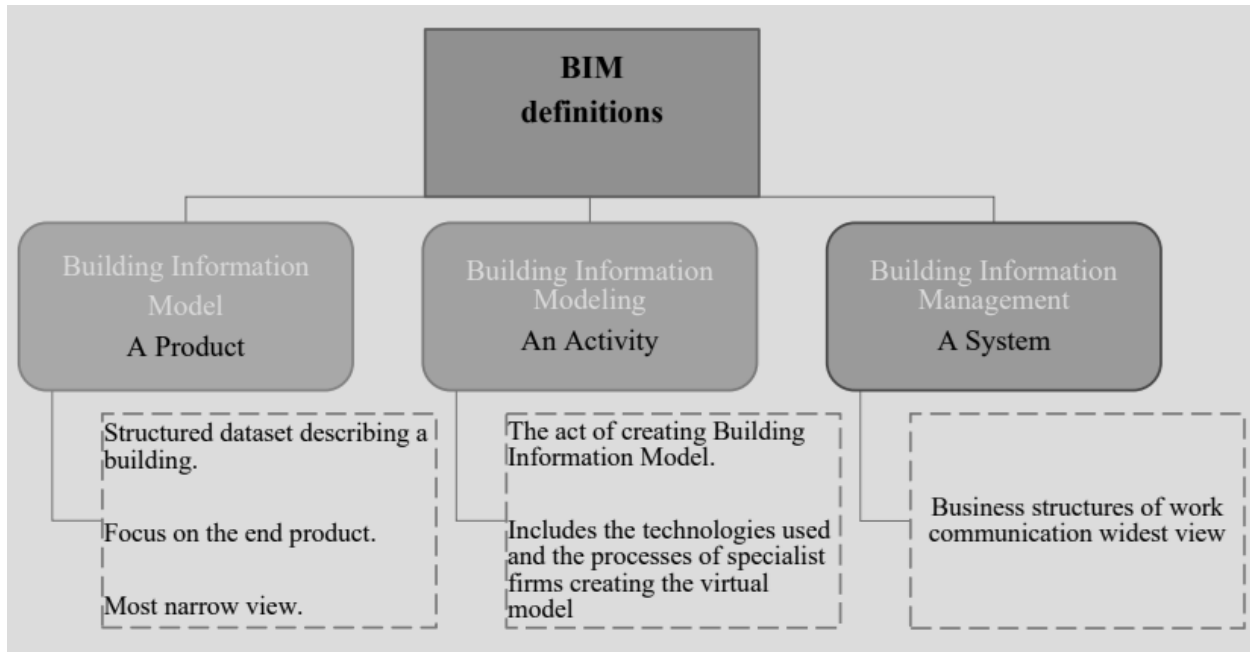 BIM
definitions
Building Information
Model
A Product
Building Information
Modeling
An Activity
Building Information
Management
A System
Structured dataset describing a
building.
Focus on the end product.
Most narrow view.
The act of creating Building
Information Model.
Includes the technologies used
and the processes of specialist
firms creating the virtual
model
Business structures of work
communication widest view